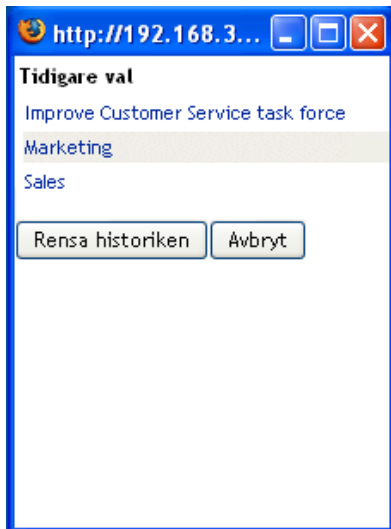 http://192.168.3...
Tidigare val
Improve Customer Service task force
Marketing
Sales
Rensa historiken Avbryt